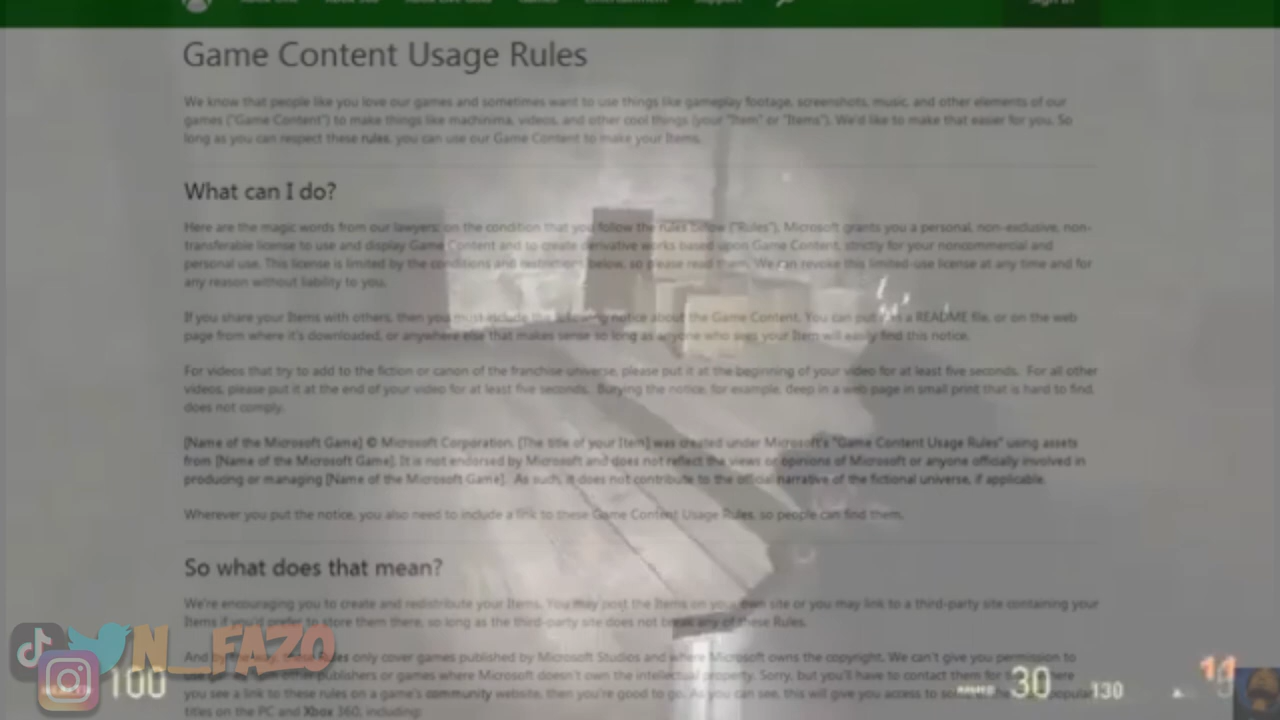 Game Content Usage Rules
We know that people like you love our games and sometimes want to use things like gameplay footage, screenshots, music, and other elements of our
games ("Game Content") to make things like machinima, videos, and other cool things (your "Item" or "Items"). We'd like to make that easier for you. So
long as you can respect these rules, you can use our Game Content to make your Items.
What can I do?
Here are the magic words from our lawyers: on the condition that you follow the rules below ("Rules"), Microsoft grants you a personal, non-exclusive, non-
transferable license to use and display Game Content and to create derivative works based upon Game Content, strictly for your noncommercial and
personal use. This license is limited by the conditions and restrictions below, so please read them. We can revoke this limited-use license at any time and for
any reason without liability to you.
If you share your Items with others, then you must include the following notice about the Game Content. You can put in a README file, or on the web
page from where it's downloaded, or anywhere else that makes sense so long as anyone who sees your Item will easily find this notice.
For videos that try to add to the fiction or canon of the franchise universe, please put it at the beginning of your video for at least five seconds. For all other
videos, please put it at the end of your video for at least five seconds. Burying the notice, for example, deep in a web page in small print that is hard to find,
does not comply.
[Name of the Microsoft Game] © Microsoft Corporation. [The title of your Item] was created under Microsoft's "Game Content Usage Rules" using assets
from [Name of the Microsoft Game]. It is not endorsed by Microsoft and does not reflect the views or opinions of Microsoft or anyone officially involved in
producing or managing [Name of the Microsoft Game]. As such, it does not contribute to the official narrative of the fictional universe, if applicable.
Wherever you put the notice, you also need to include a link to these Game Content Usage Rules, so people can find them.
So what does that mean?
We're encouraging you to create and redistribute your Items. You may post the Items on your own site or you may link to a third-party site containing your
Items if you'd prefer to store them there, so long as the third-party site does not break any of these Rules.
And by the way, Rules only cover games published by Microsoft Studios and where Microsoft owns the copyright. We can't give you permission to
other publishers or games where Microsoft doesn't own the intellectual property. Sorry, but you'll have to contact them for
you see a link to these rules on a game's community website, then you're good to go. As you can see, this will give you access to popular
titles on the PC and Xbox 360, including:
N_FAZO
100
30
130
11